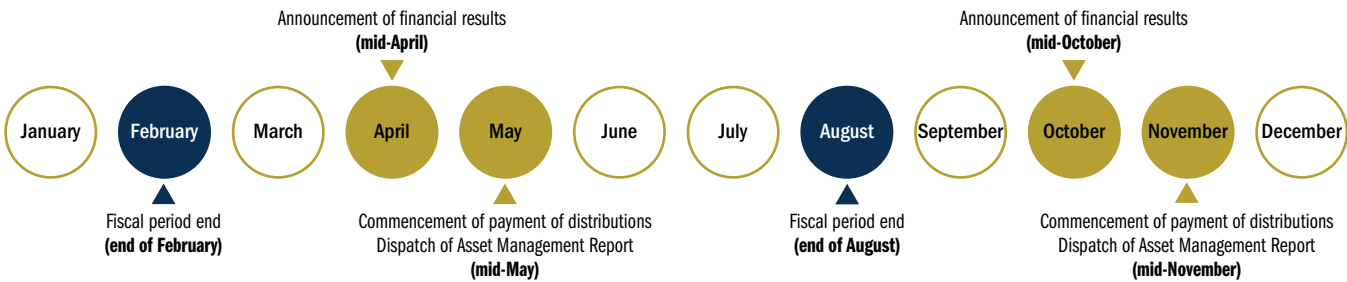 Announcement of financial results
(mid-April)
Announcement of financial results
(mid-October)
January
February
March
April
May
June
July
August
September
October
November
December
Fiscal period end
(end of February)
Commencement of payment of distributions
Dispatch of Asset Management Report
(mid-May)
Fiscal period end
(end of August)
Commencement of payment of distributions
Dispatch of Asset Management Report
(mid-November)